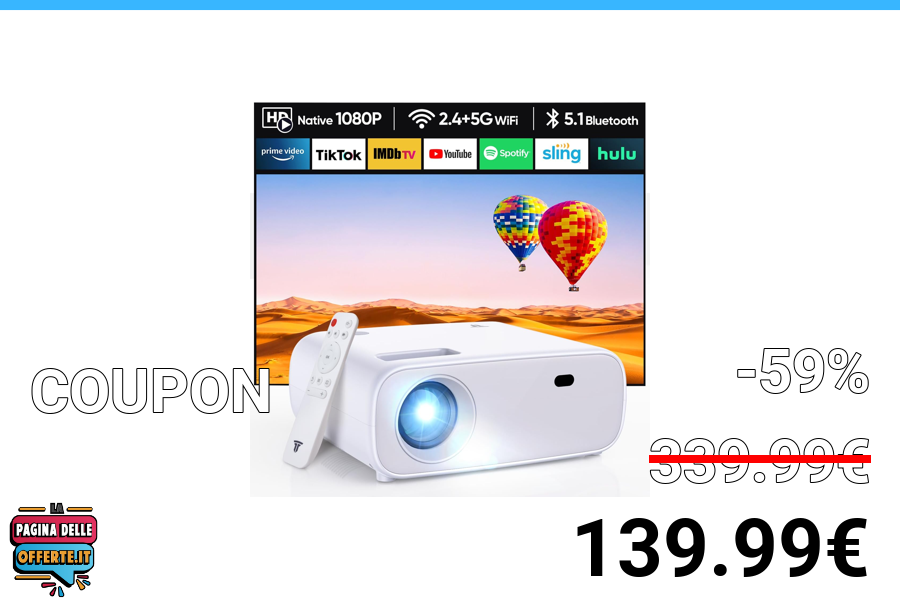 HD Native 1080P 2.4+5G WiFi 5.1 Bluetooth
prime video TikTok IMDb TV YouTube Spotify sling hulu
-59%
COUPON
339.99€
LA
PAGINA DELLE
OFFERTE.IT
139.99€